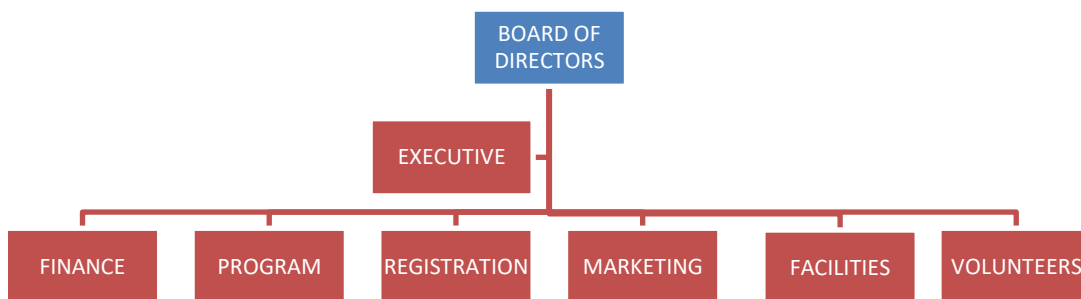 BOARD OF
DIRECTORS
EXECUTIVE
FINANCE
PROGRAM
REGISTRATION
MARKETING
FACILITIES
VOLUNTEERS